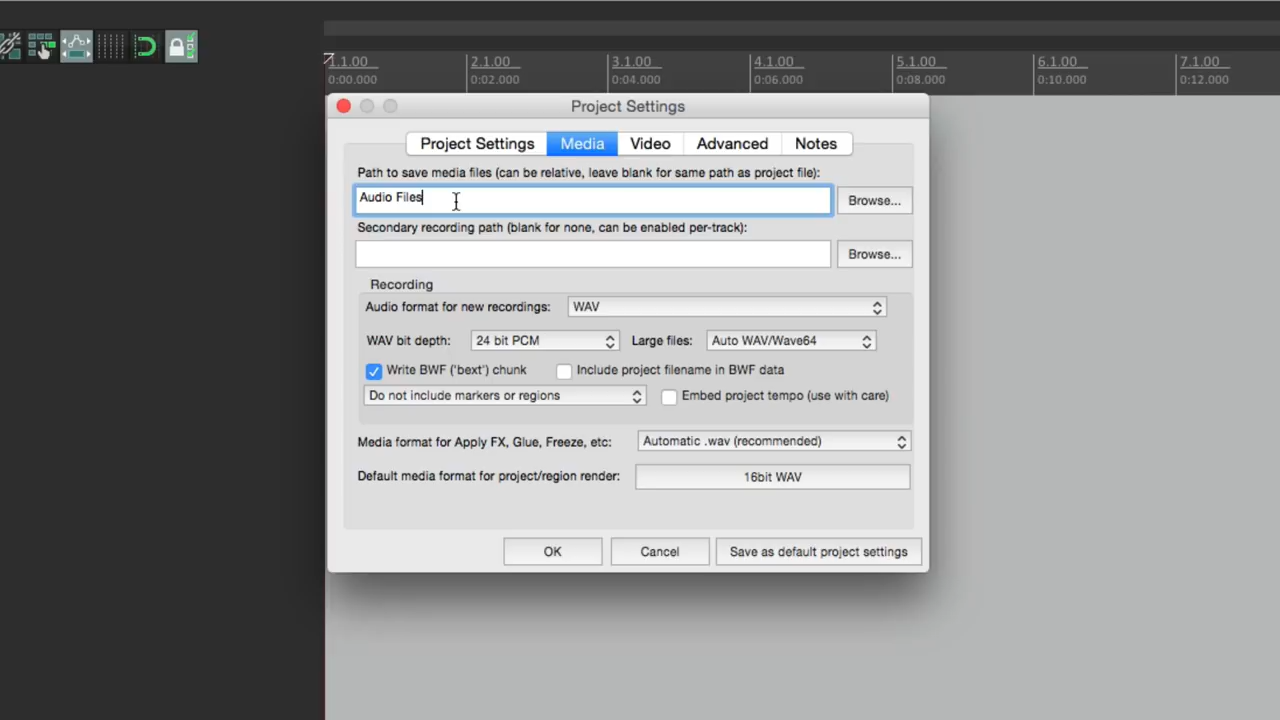 1.1.00 2.1.00 3.1.00 4.1.00 5.1.00 6.1.00 7.1.00
0:00.000 0:02.000 0:04.000 0:06.000 0:08.000 0:10.000 0:12.000
Project Settings
Project Settings Media Video Advanced Notes
Path to save media files (can be relative, leave blank for same path as project file):
Audio Files Browse...
Secondary recording path (blank for none, can be enabled per-track):
Browse...
Recording
Audio format for new recordings: WAV
WAV bit depth: 24 bit PCM Large files: Auto WAV/Wave64
Write BWF ('bext') chunk Include project filename in BWF data
Do not include markers or regions Embed project tempo (use with care)
Media format for Apply FX, Glue, Freeze, etc: Automatic .wav (recommended)
Default media format for project/region render: 16bit WAV
OK Cancel Save as default project settings